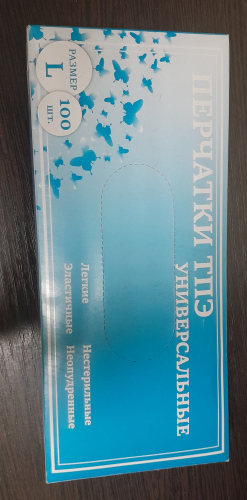 ПЕРЧАТКИ ТПЭ
УНИВЕРСАЛЬНЫЕ
РАЗМЕР
L
100
шт.
Легкие
Нестерильные
Эластичные
Неопудренные